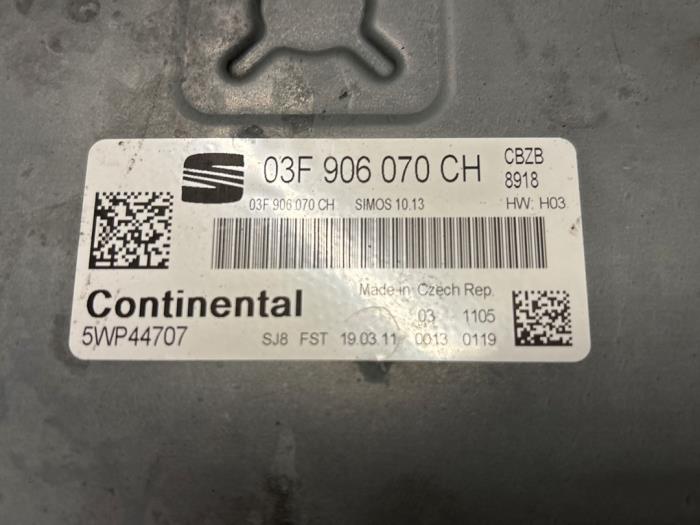 03F 906 070 CH CBZB
8918
03F 906 070 CH SIMOS 10.13 HW: H03
Continental Made in Czech Rep.
03 1105
5WP44707 SJ8 FST 19.03.11 0013 0119